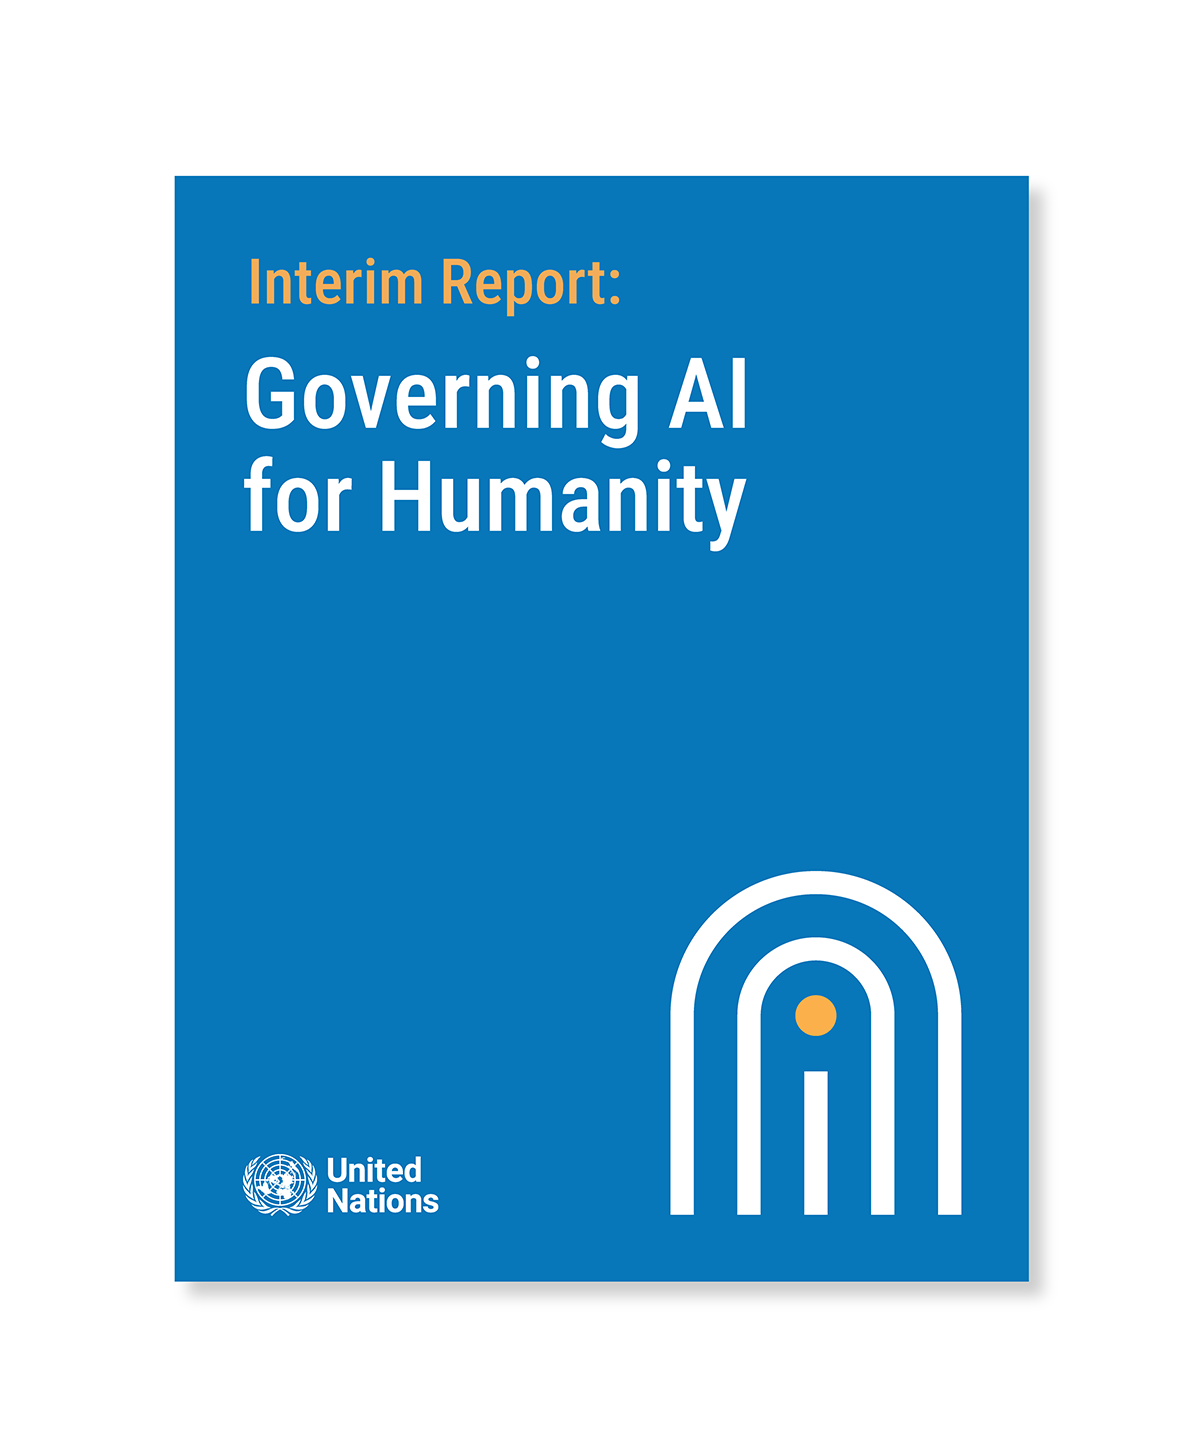 Interim Report:
Governing AI
for Humanity
United
Nations